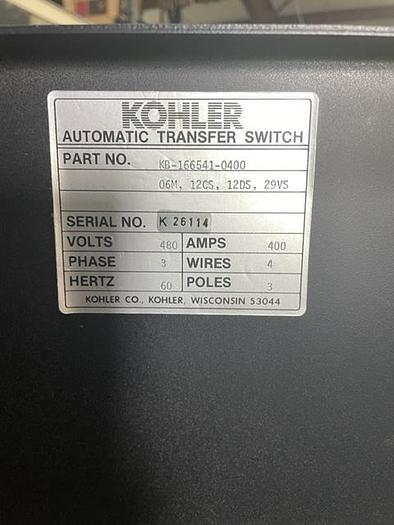 KOHLER
AUTOMATIC TRANSFER SWITCH
PART NO. KB-166541-0400
06M, 12CS, 12DS, 29VS
SERIAL NO. K 26114
VOLTS 480 AMPS 400
PHASE 3 WIRES 4
HERTZ 60 POLES 3
KOHLER CO., KOHLER, WISCONSIN 53044